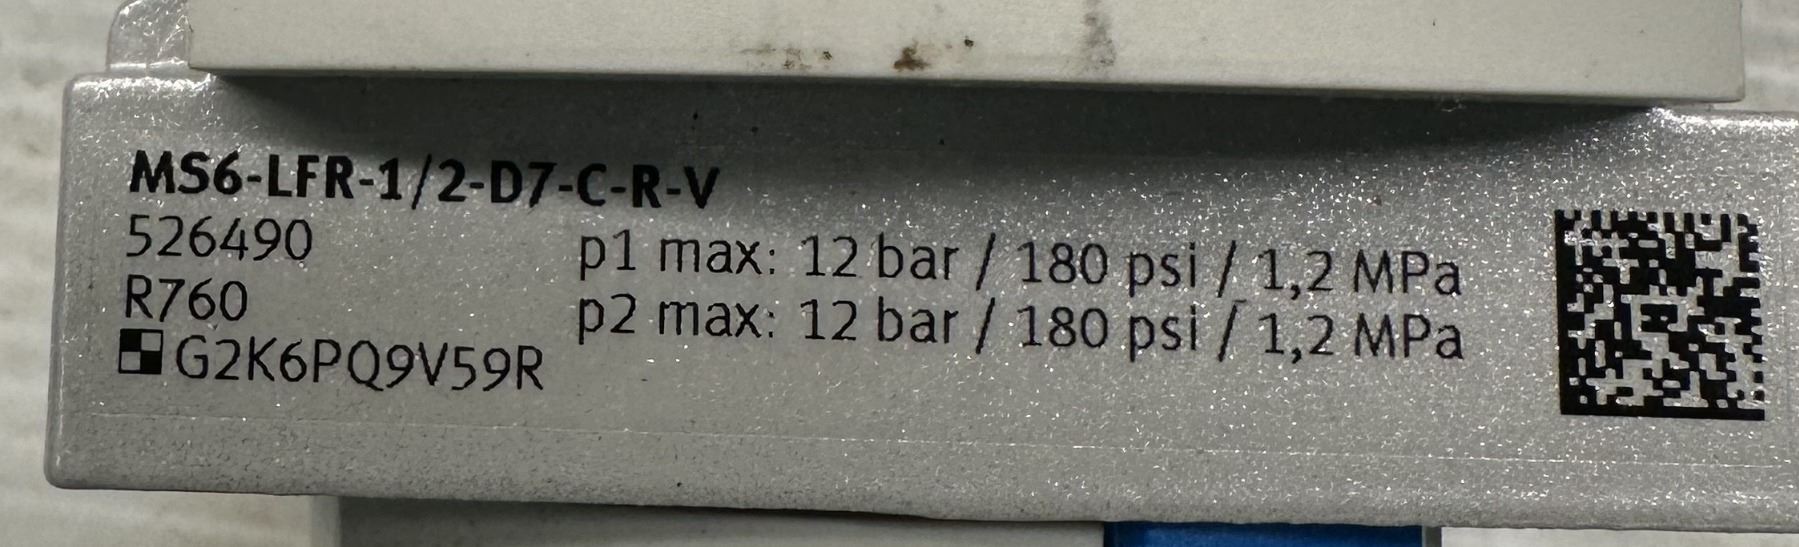 MS6-LFR-1/2-D7-C-R-V
526490
R760
G2K6PQ9V59R
p1 max: 12 bar / 180 psi / 1,2 MPa
p2 max: 12 bar / 180 psi / 1,2 MPa